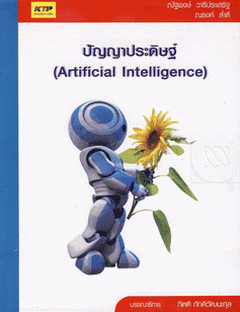 KTP
ณัฐพงษ์ วารีประเสริฐ
ณรงค์ ล่ำดี
ปัญญาประดิษฐ์
(Artificial Intelligence)
บรรณาธิการ กิตติ ภักดีวัฒนะกุล